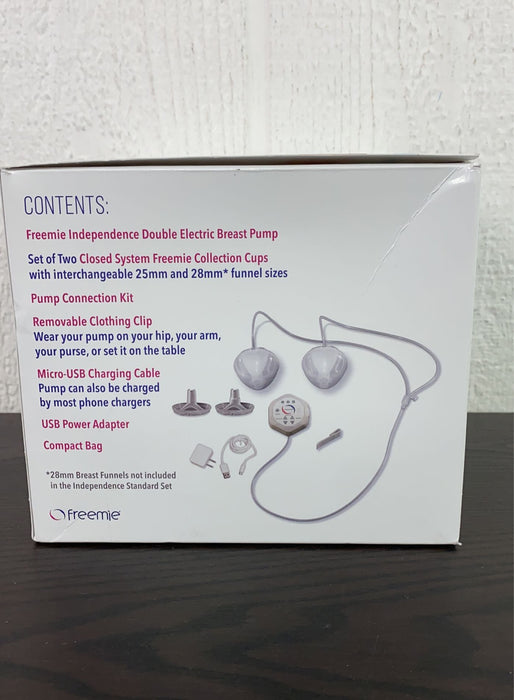 CONTENTS:
Freemie Independence Double Electric Breast Pump
Set of Two Closed System Freemie Collection Cups
with interchangeable 25mm and 28mm* funnel sizes
Pump Connection Kit
Removable Clothing Clip
Wear your pump on your hip, your arm,
your purse, or set it on the table
Micro-USB Charging Cable
Pump can also be charged
by most phone chargers
USB Power Adapter
Compact Bag
*28mm Breast Funnels not included
in the Independence Standard Set
freemie